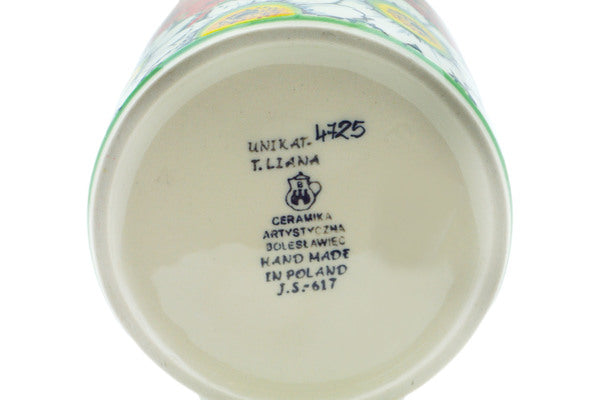 UNIKAT-4725
T. LIANA
CERAMIKA
ARTYSTYCZNA
BOLESŁAWIEC
HAND MADE
IN POLAND
J.S.-617